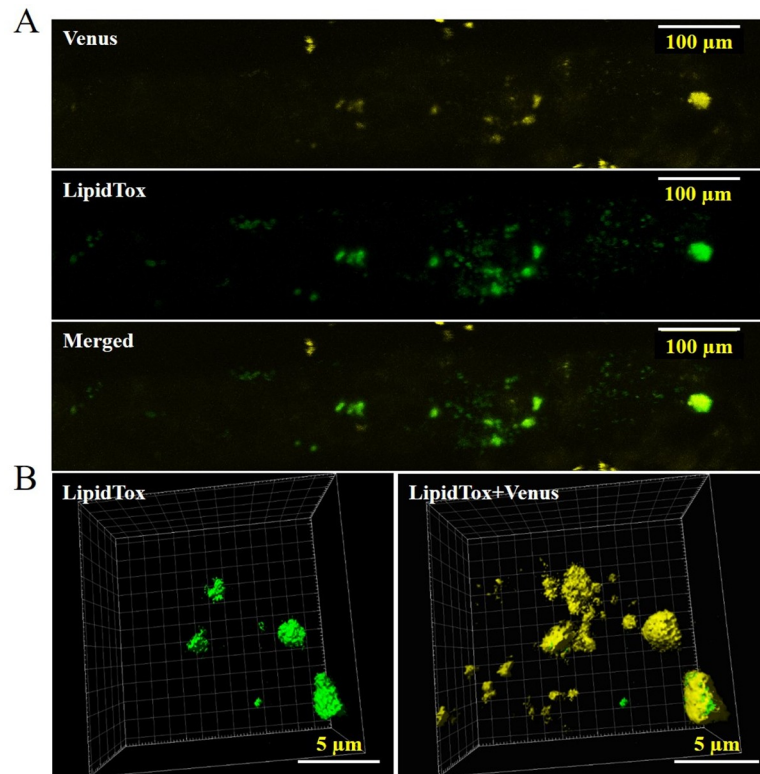 A
Venus
100 µm
LipidTox
100 µm
Merged
100 µm
B
LipidTox
5 µm
LipidTox+Venus
5 µm